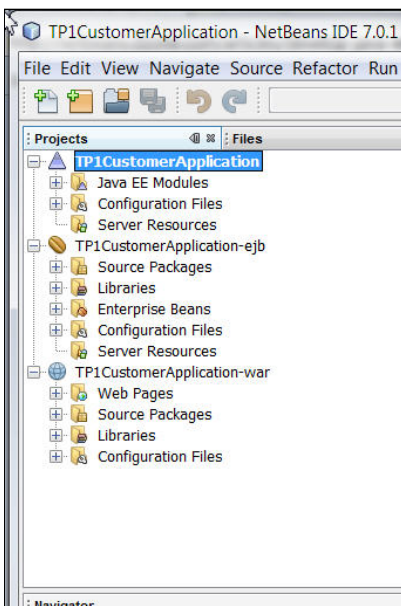 TP1CustomerApplication - NetBeans IDE 7.0.1
File Edit View Navigate Source Refactor Run
Projects Files
TP1CustomerApplication
Java EE Modules
Configuration Files
Server Resources
TP1CustomerApplication-ejb
Source Packages
Libraries
Enterprise Beans
Configuration Files
Server Resources
TP1CustomerApplication-war
Web Pages
Source Packages
Libraries
Configuration Files
Navigator